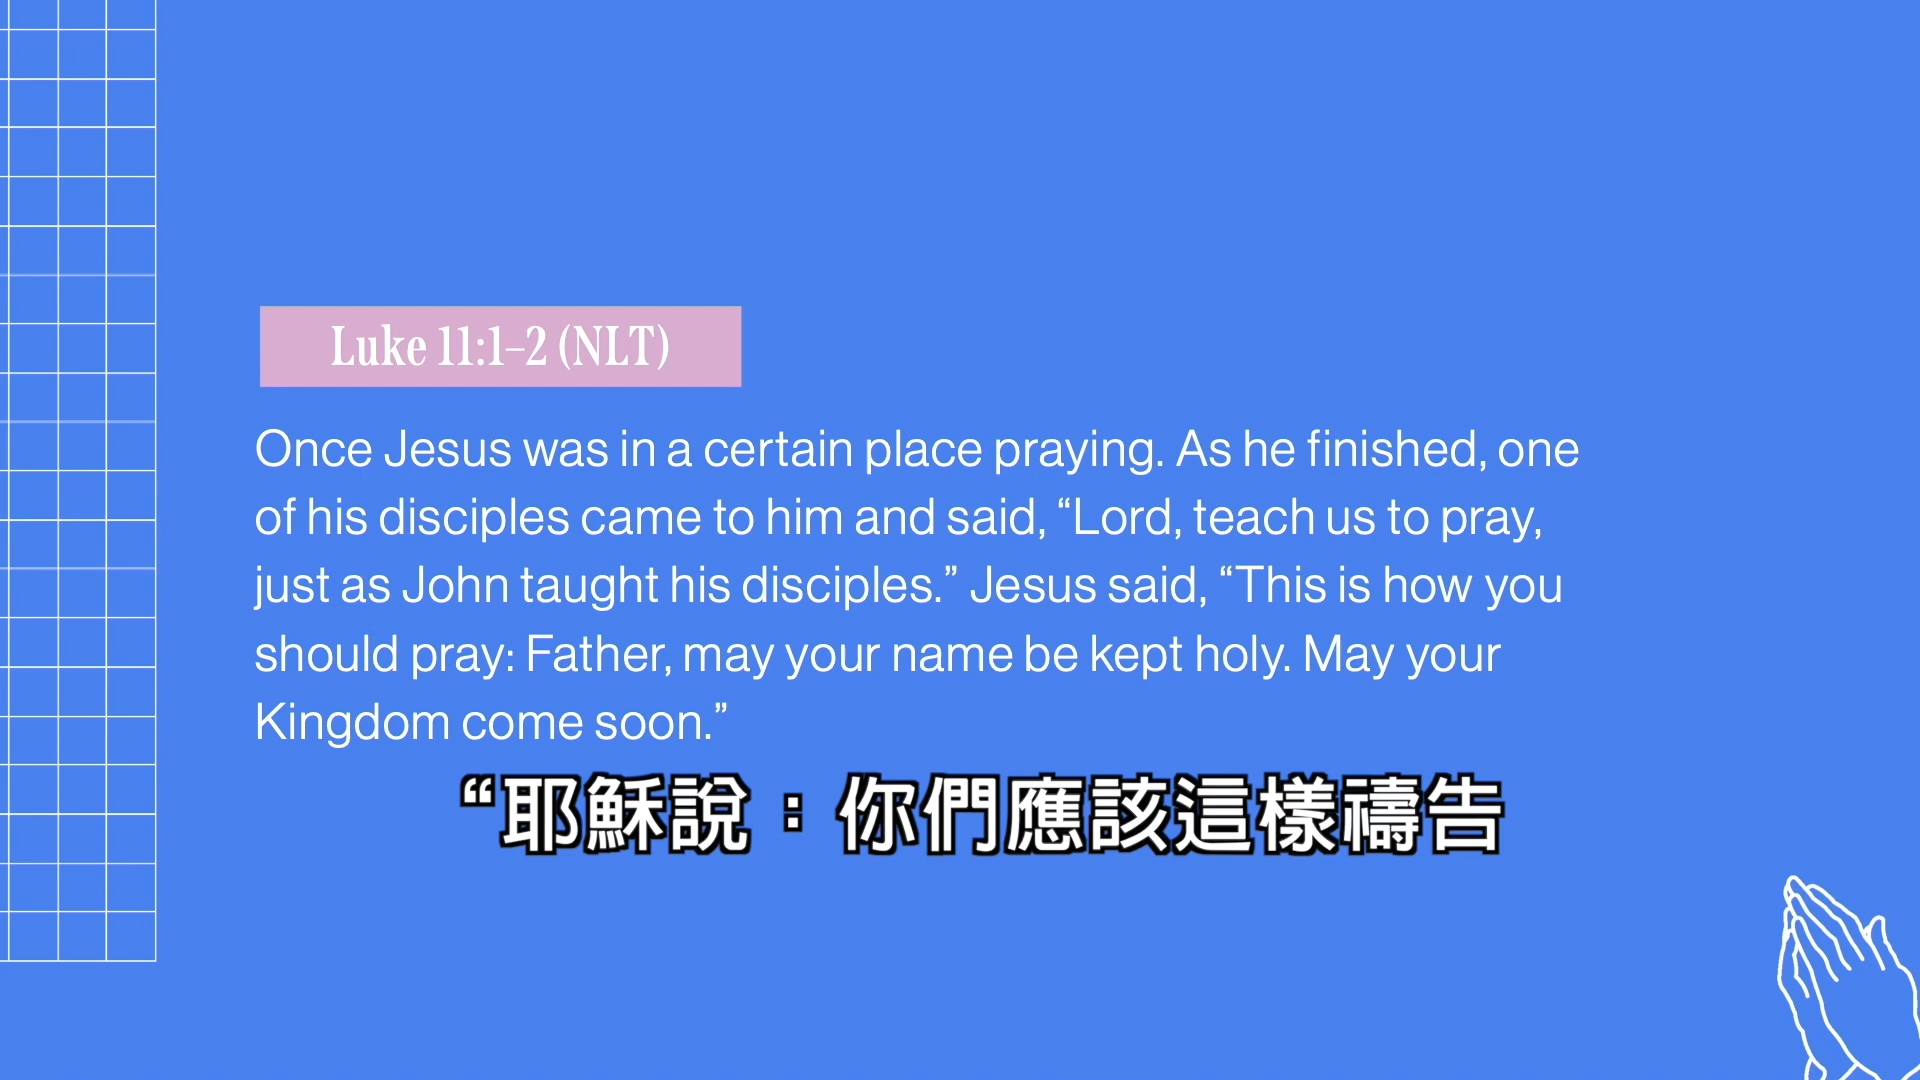 Luke 11:1–2 (NLT)
Once Jesus was in a certain place praying. As he finished, one
of his disciples came to him and said, “Lord, teach us to pray,
just as John taught his disciples.” Jesus said, “This is how you
should pray: Father, may your name be kept holy. May your
Kingdom come soon.”
“耶穌說：你們應該這樣禱告